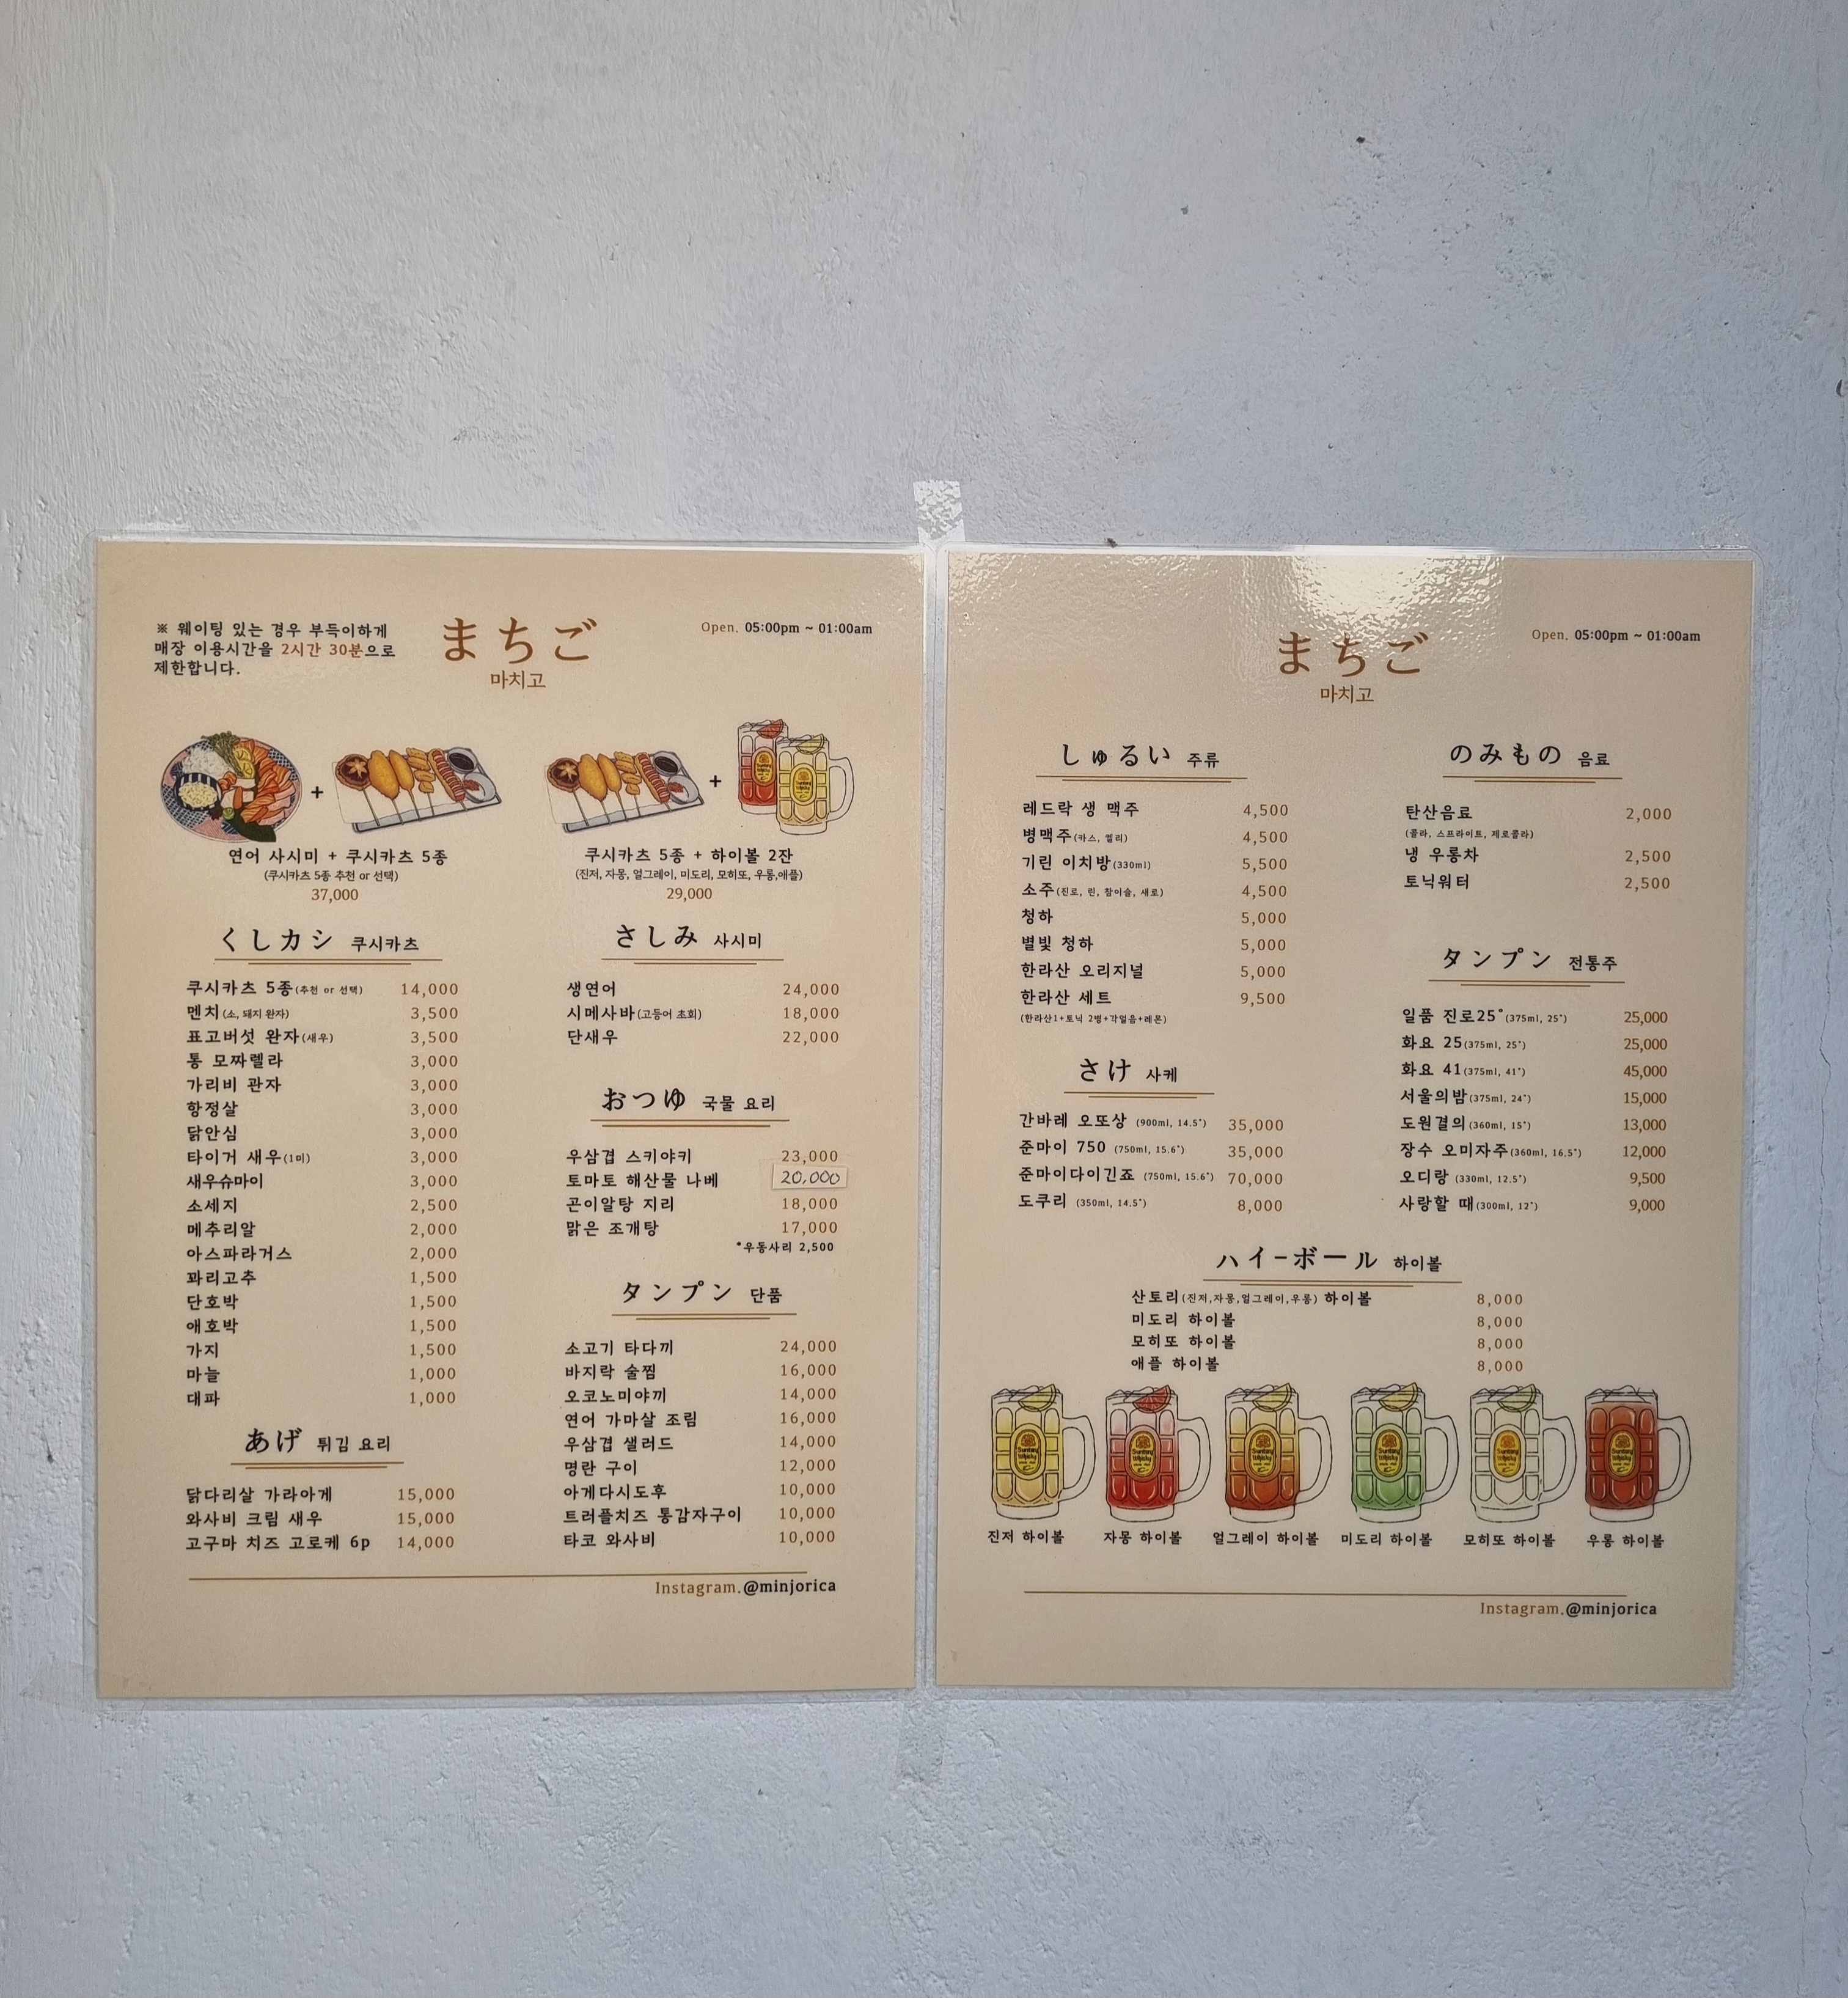 ※ 웨이팅 있는 경우 부득이하게
매장 이용시간을 2시간 30분으로
제한합니다.
まちご
마치고
Open. 05:00pm ~ 01:00am
+
연어 사시미 + 쿠시카츠 5종
(쿠시카츠 5종 추천 or 선택)
37,000
+
쿠시카츠 5종 + 하이볼 2잔
(진저, 자몽, 얼그레이, 미도리, 모히또, 우롱,애플)
29,000
くしカシ 쿠시카츠
쿠시카츠 5종(추천 or 선택) 14,000
멘치(소, 돼지 완자) 3,500
표고버섯 완자(새우) 3,500
통 모짜렐라 3,000
가리비 관자 3,000
항정살 3,000
닭안심 3,000
타이거 새우(1미) 3,000
새우슈마이 3,000
소세지 2,500
메추리알 2,000
아스파라거스 2,000
꽈리고추 1,500
단호박 1,500
애호박 1,500
가지 1,500
마늘 1,000
대파 1,000
あげ 튀김 요리
닭다리살 가라아게 15,000
와사비 크림 새우 15,000
고구마 치즈 고로케 6p 14,000
さしみ 사시미
생연어 24,000
시메사바(고등어 초회) 18,000
단새우 22,000
おつゆ 국물 요리
우삼겹 스키야키 23,000
토마토 해산물 나베 20,000
곤이알탕 지리 18,000
맑은 조개탕 17,000
*우동사리 2,500
タンプン 단품
소고기 타다끼 24,000
바지락 술찜 16,000
오코노미야끼 14,000
연어 가마살 조림 16,000
우삼겹 샐러드 14,000
명란 구이 12,000
아게다시도후 10,000
트러플치즈 통감자구이 10,000
타코 와사비 10,000
Instagram.@minjorica
まちご
마치고
Open. 05:00pm ~ 01:00am
しゅるい 주류
레드락 생 맥주 4,500
병맥주(카스, 켈리) 4,500
기린 이치방(330ml) 5,500
소주(진로, 린, 참이슬, 새로) 4,500
청하 5,000
별빛 청하 5,000
한라산 오리지널 5,000
한라산 세트 9,500
(한라산1+토닉 2병+각얼음+레몬)
さけ 사케
간바레 오또상 (900ml, 14.5°) 35,000
준마이 750 (750ml, 15.6°) 35,000
준마이다이긴죠 (750ml, 15.6°) 70,000
도쿠리 (350ml, 14.5°) 8,000
のみもの 음료
탄산음료 2,000
(콜라, 스프라이트, 제로콜라)
냉 우롱차 2,500
토닉워터 2,500
タンプン 전통주
일품 진로25°(375ml, 25°) 25,000
화요 25(375ml, 25°) 25,000
화요 41(375ml, 41°) 45,000
서울의밤(375ml, 24°) 15,000
도원결의(360ml, 15°) 13,000
장수 오미자주(360ml, 16.5°) 12,000
오디랑 (330ml, 12.5°) 9,500
사랑할 때(300ml, 12°) 9,000
ハイーボール 하이볼
산토리(진저,자몽,얼그레이,우롱) 하이볼 8,000
미도리 하이볼 8,000
모히또 하이볼 8,000
애플 하이볼 8,000
Suntory Whisky
Suntory Whisky
Suntory Whisky
Suntory Whisky
Suntory Whisky
Suntory Whisky
진저 하이볼
자몽 하이볼
얼그레이 하이볼
미도리 하이볼
모히또 하이볼
우롱 하이볼
Instagram.@minjorica